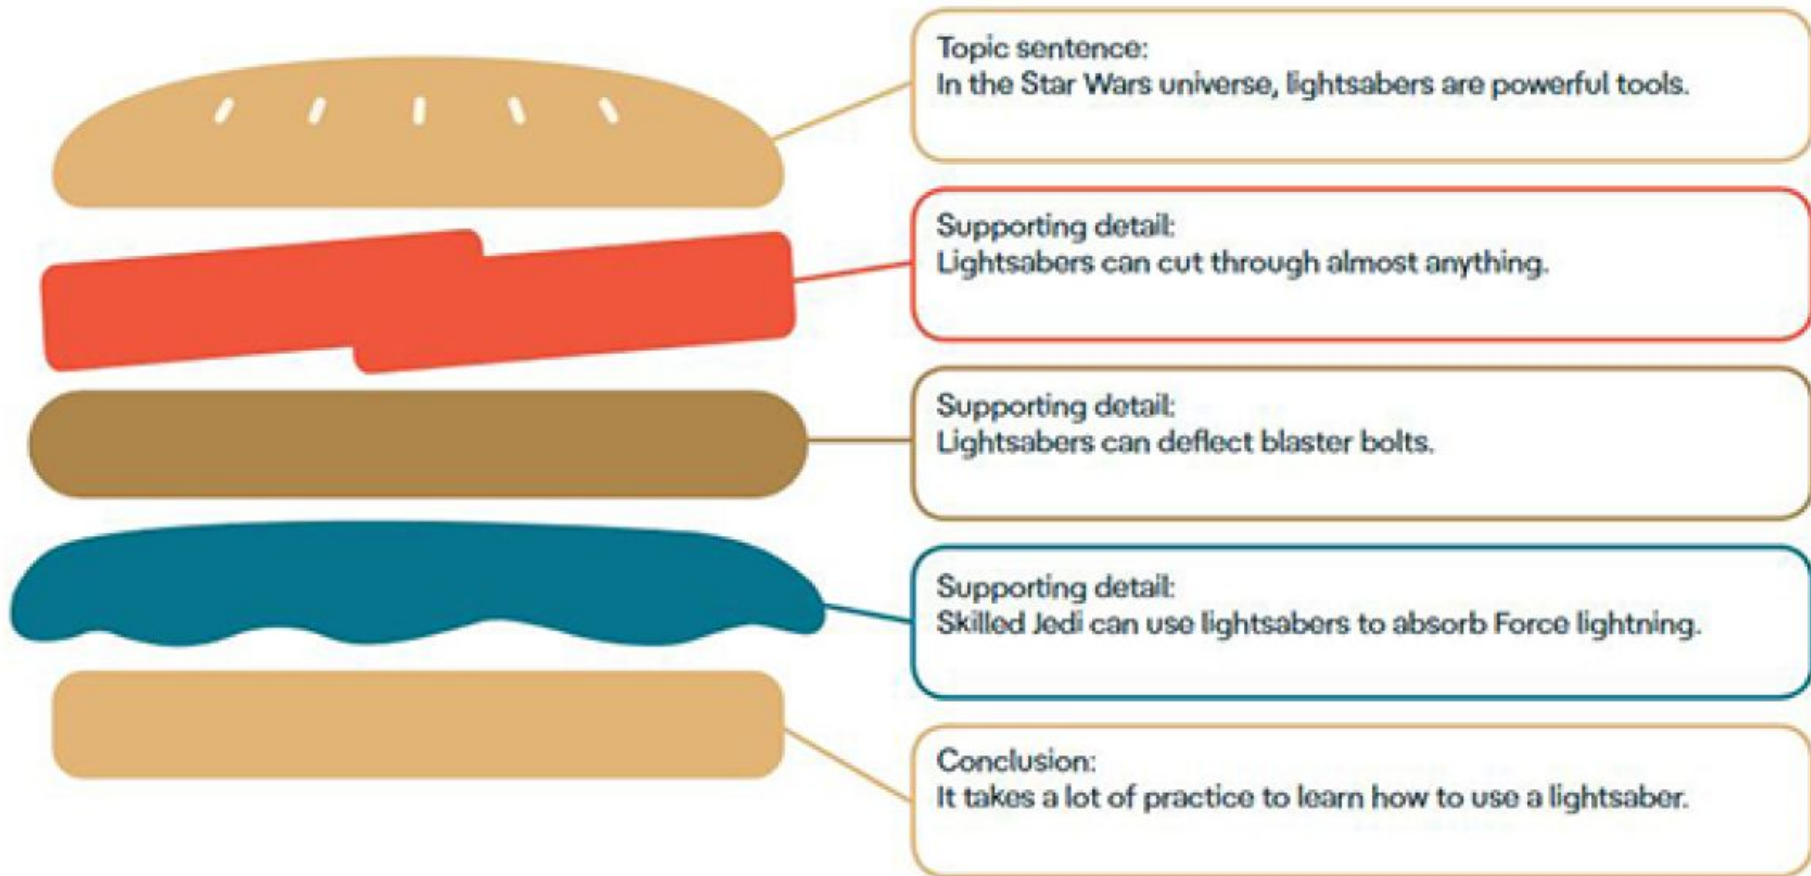 Topic sentence:
In the Star Wars universe, lightsabers are powerful tools.
Supporting detail:
Lightsabers can cut through almost anything.
Supporting detail:
Lightsabers can deflect blaster bolts.
Supporting detail:
Skilled Jedi can use lightsabers to absorb Force lightning.
Conclusion:
It takes a lot of practice to learn how to use a lightsaber.